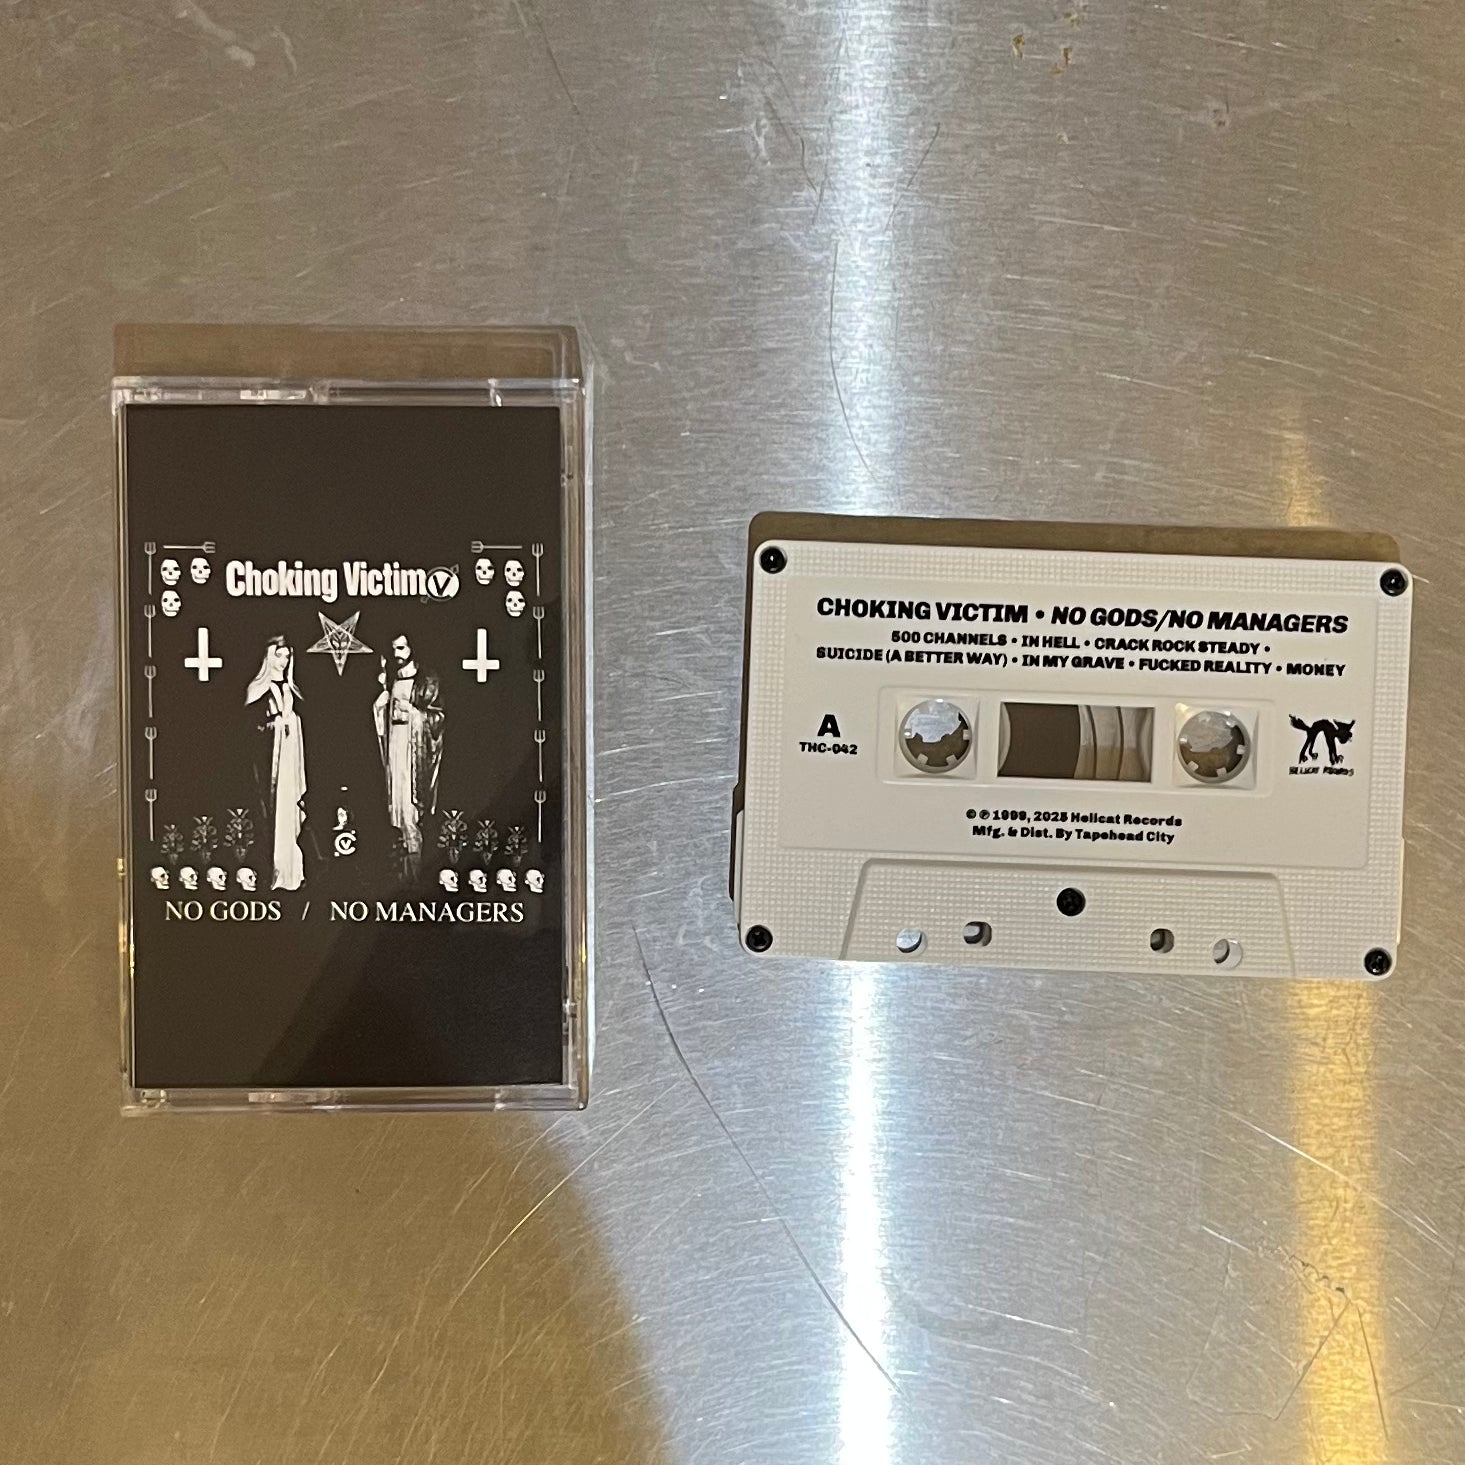 Choking Victim
NO GODS / NO MANAGERS
CHOKING VICTIM • NO GODS/NO MANAGERS
500 CHANNELS • IN HELL • CRACK ROCK STEADY •
SUICIDE (A BETTER WAY) • IN MY GRAVE • FUCKED REALITY • MONEY
A
THC-042
HELLCAT RECORDS
© ℗ 1999, 2025 Hellcat Records
Mfg. & Dist. By Tapehead City